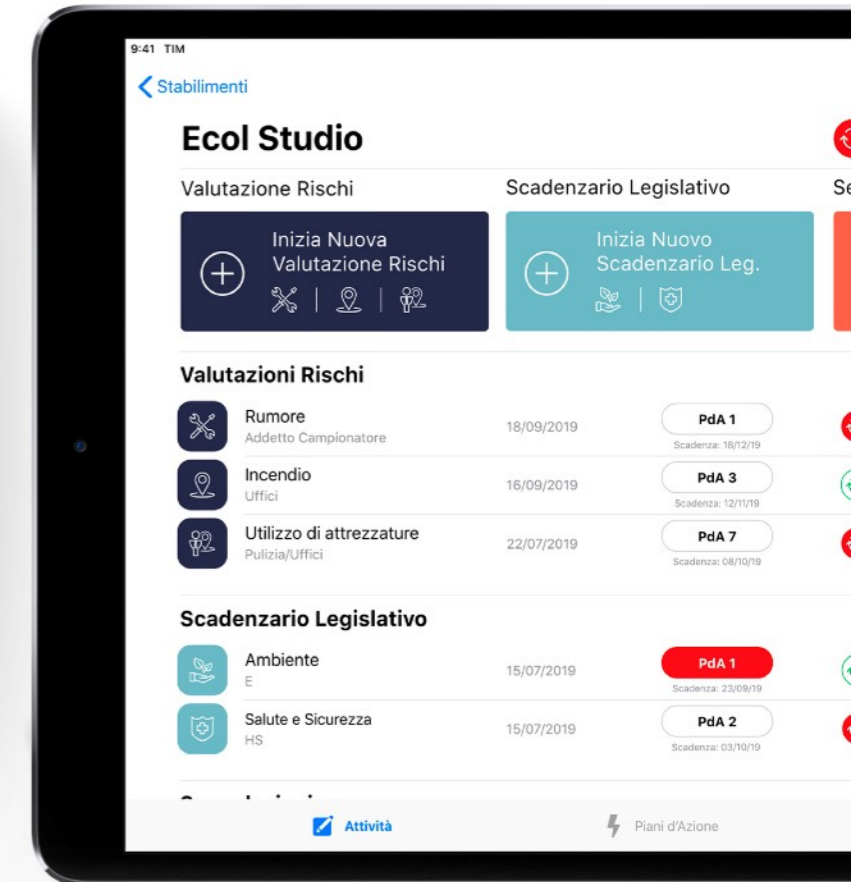 9:41 TIM
Stabilimenti
Ecol Studio
Valutazione Rischi
Scadenzario Legislativo
Se
Inizia Nuova
Valutazione Rischi
Inizia Nuovo
Scadenzario Leg.
Valutazioni Rischi
Rumore
Addetto Campionatore
18/09/2019
PdA 1
Scadenza: 18/12/19
Incendio
Uffici
16/09/2019
PdA 3
Scadenza: 12/11/19
Utilizzo di attrezzature
Pulizia/Uffici
22/07/2019
PdA 7
Scadenza: 08/10/19
Scadenzario Legislativo
Ambiente
E
15/07/2019
PdA 1
Scadenza: 23/09/19
Salute e Sicurezza
HS
15/07/2019
PdA 2
Scadenza: 03/10/19
Attività
Piani d'Azione